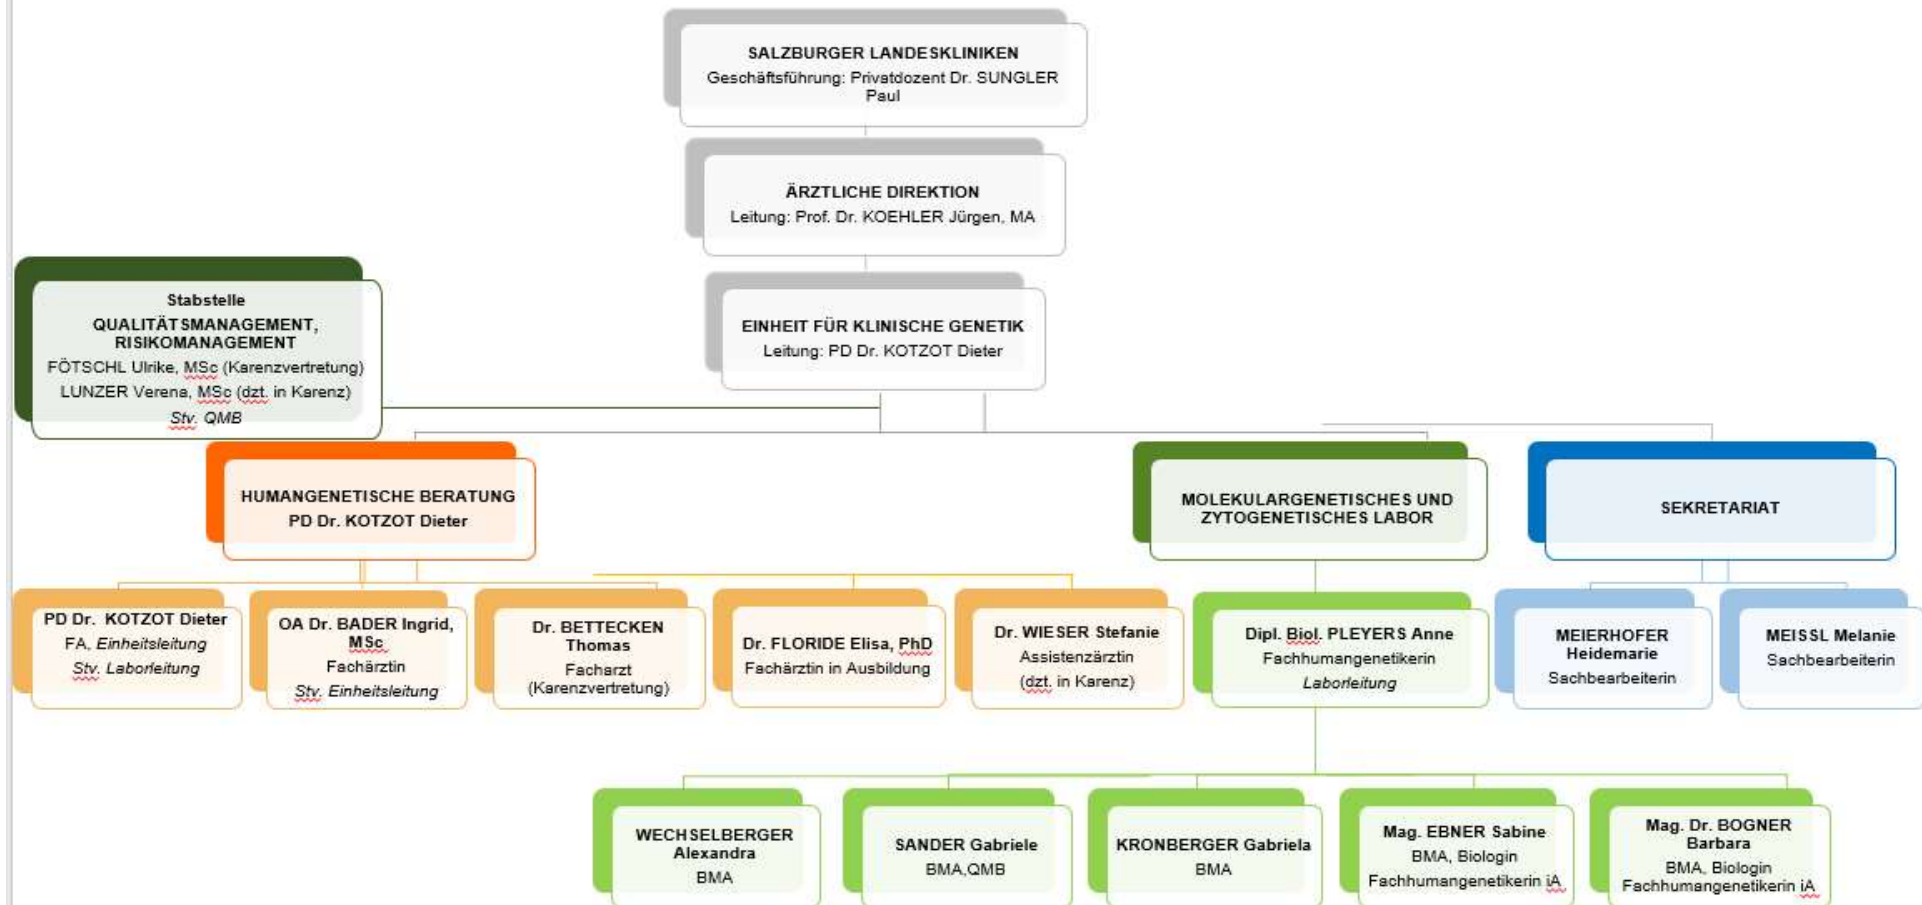 SALZBURGER LANDESKLINIKEN
Geschäftsführung: Privatdozent Dr. SUNGLER
Paul
ÄRZTLICHE DIREKTION
Leitung: Prof. Dr. KOEHLER Jürgen, MA
EINHEIT FÜR KLINISCHE GENETIK
Leitung: PD Dr. KOTZOT Dieter
Stabstelle
QUALITÄTSMANAGEMENT,
RISIKOMANAGEMENT
FÖTSCHL Ulrike, MSc (Karenzvertretung)
LUNZER Verena, MSc (dzt. in Karenz)
Stv. QMB
HUMANGENETISCHE BERATUNG
PD Dr. KOTZOT Dieter
MOLEKULARGENETISCHES UND
ZYTOGENETISCHES LABOR
SEKRETARIAT
PD Dr. KOTZOT Dieter
FA, Einheitsleitung
Stv. Laborleitung
OA Dr. BADER Ingrid,
MSc
Fachärztin
Stv. Einheitsleitung
Dr. BETTECKEN
Thomas
Facharzt
(Karenzvertretung)
Dr. FLORIDE Elisa, PhD
Fachärztin in Ausbildung
Dr. WIESER Stefanie
Assistenzärztin
(dzt. in Karenz)
Dipl. Biol. PLEYERS Anne
Fachhumangenetikerin
Laborleitung
MEIERHOFER
Heidemarie
Sachbearbeiterin
MEISSL Melanie
Sachbearbeiterin
WECHSELBERGER
Alexandra
BMA
SANDER Gabriele
BMA,QMB
KRONBERGER Gabriela
BMA
Mag. EBNER Sabine
BMA, Biologin
Fachhumangenetikerin iA
Mag. Dr. BOGNER
Barbara
BMA, Biologin
Fachhumangenetikerin iA